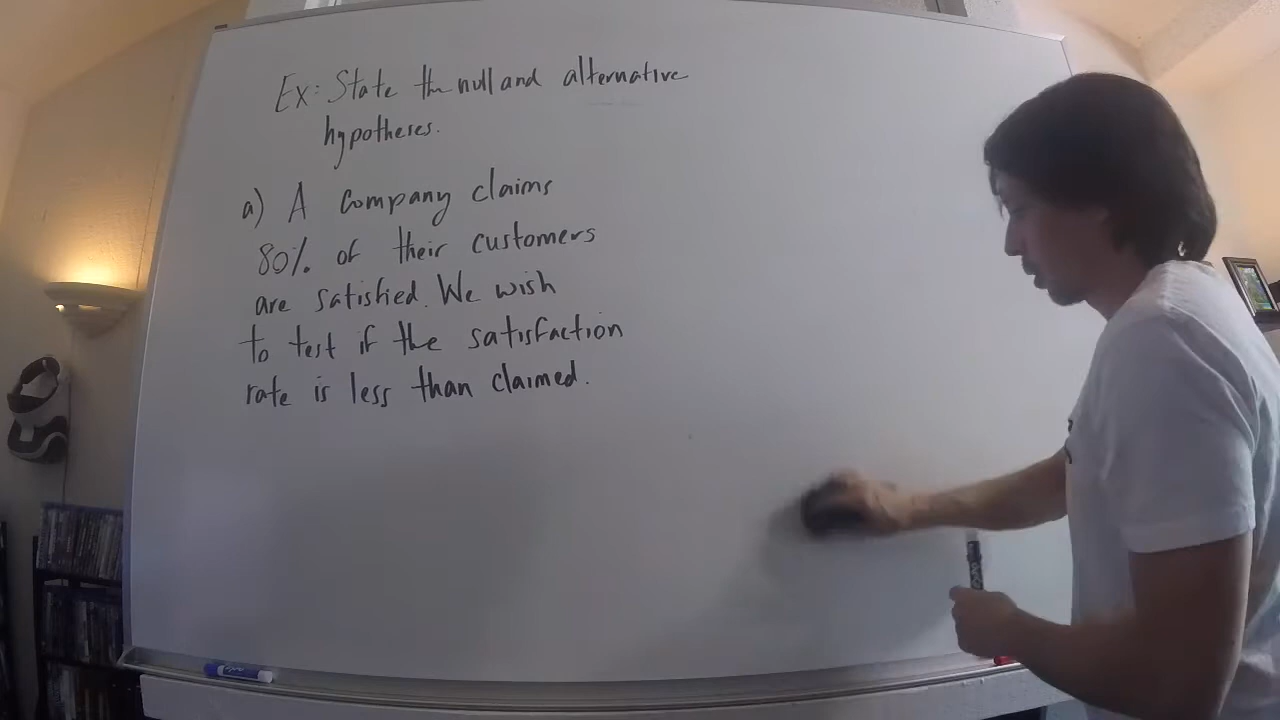 Ex: State the null and alternative
hypotheses.
a) A company claims
80% of their customers
are satisfied. We wish
to test if the satisfaction
rate is less than claimed.